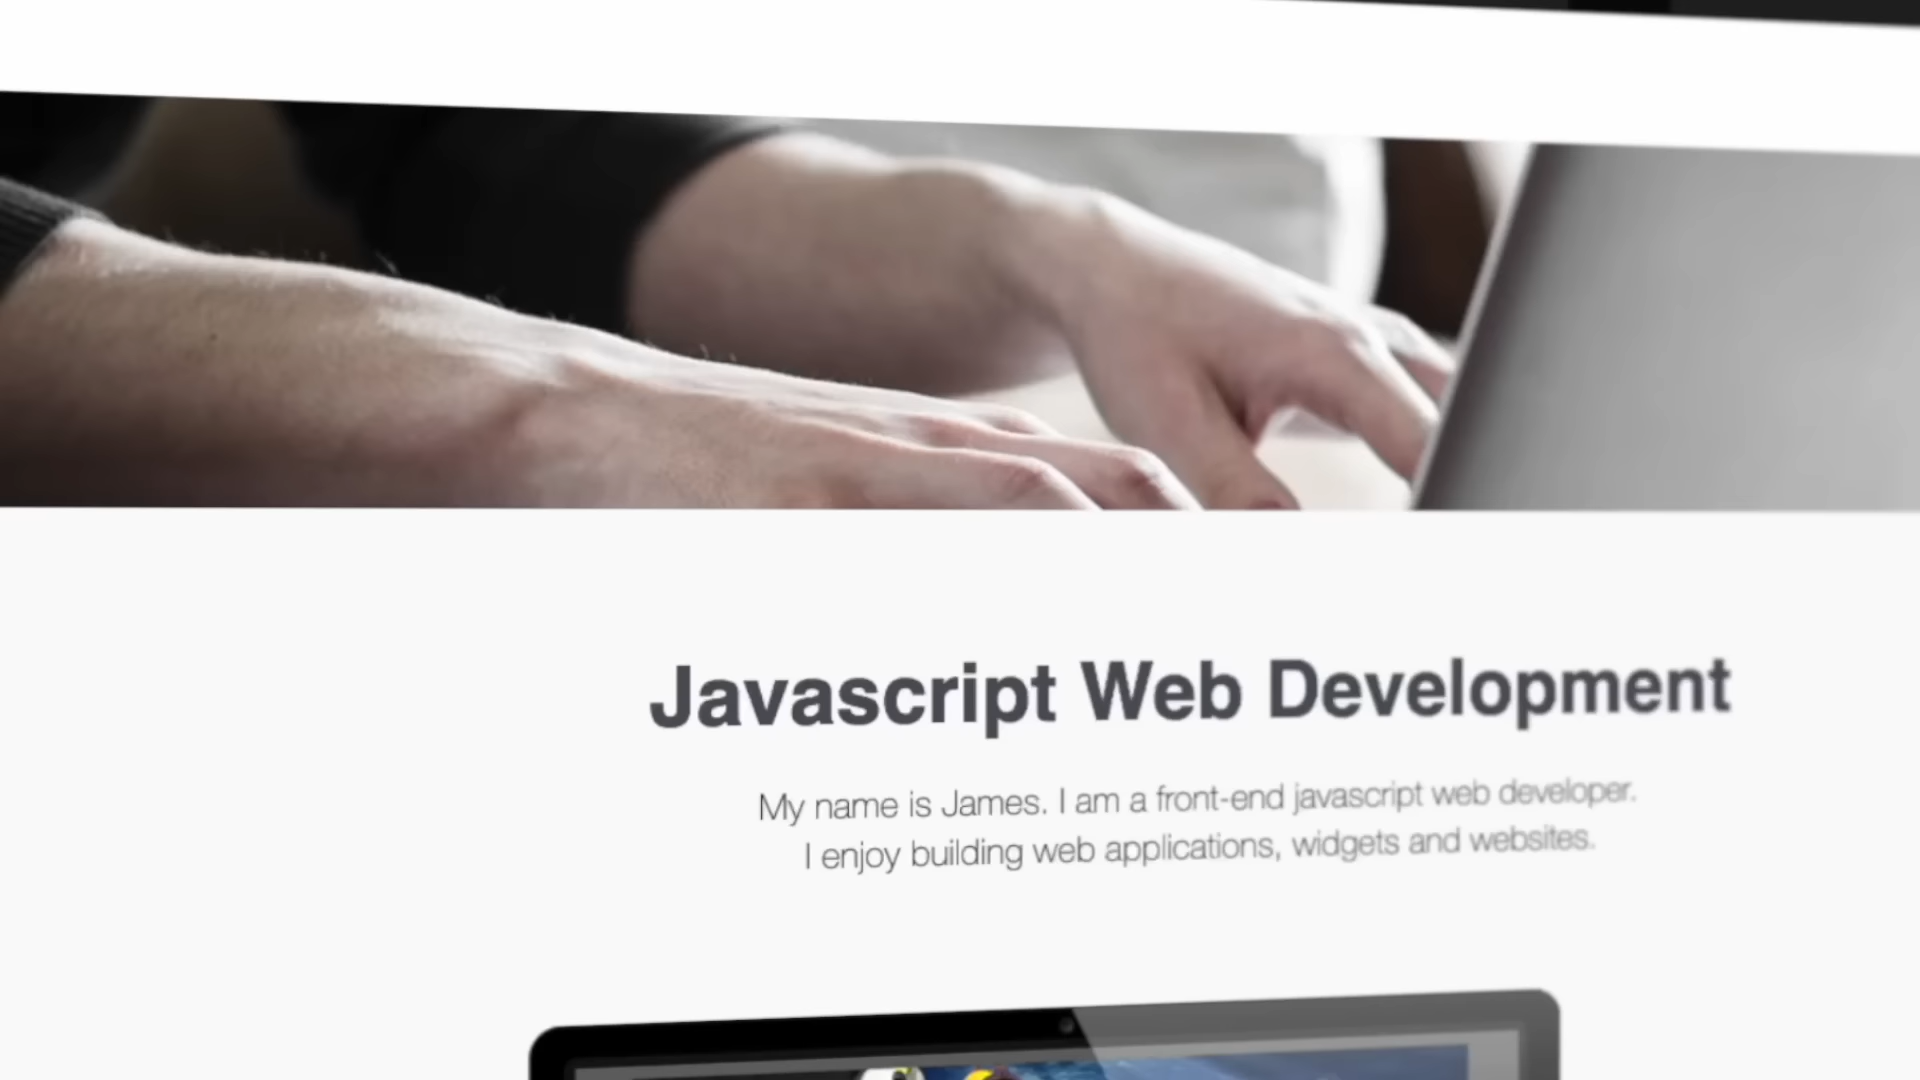 Javascript Web Development
My name is James. I am a front-end javascript web developer.
I enjoy building web applications, widgets and websites.